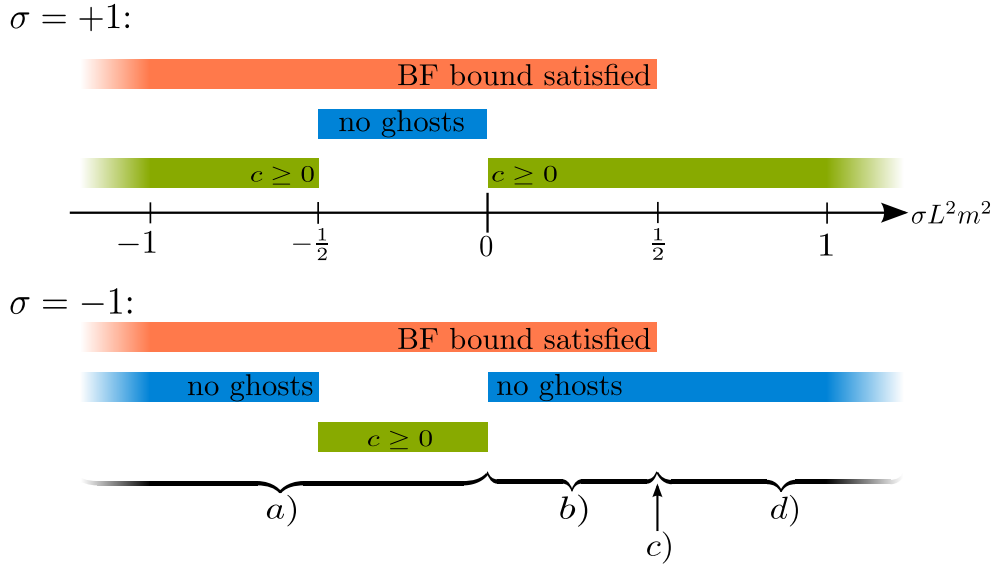 σ = +1:
BF bound satisfied
no ghosts
c ≥ 0 c ≥ 0
σL²m²
−1 −1/2 0 1/2 1
σ = −1:
BF bound satisfied
no ghosts no ghosts
c ≥ 0
a) b) d)
c)